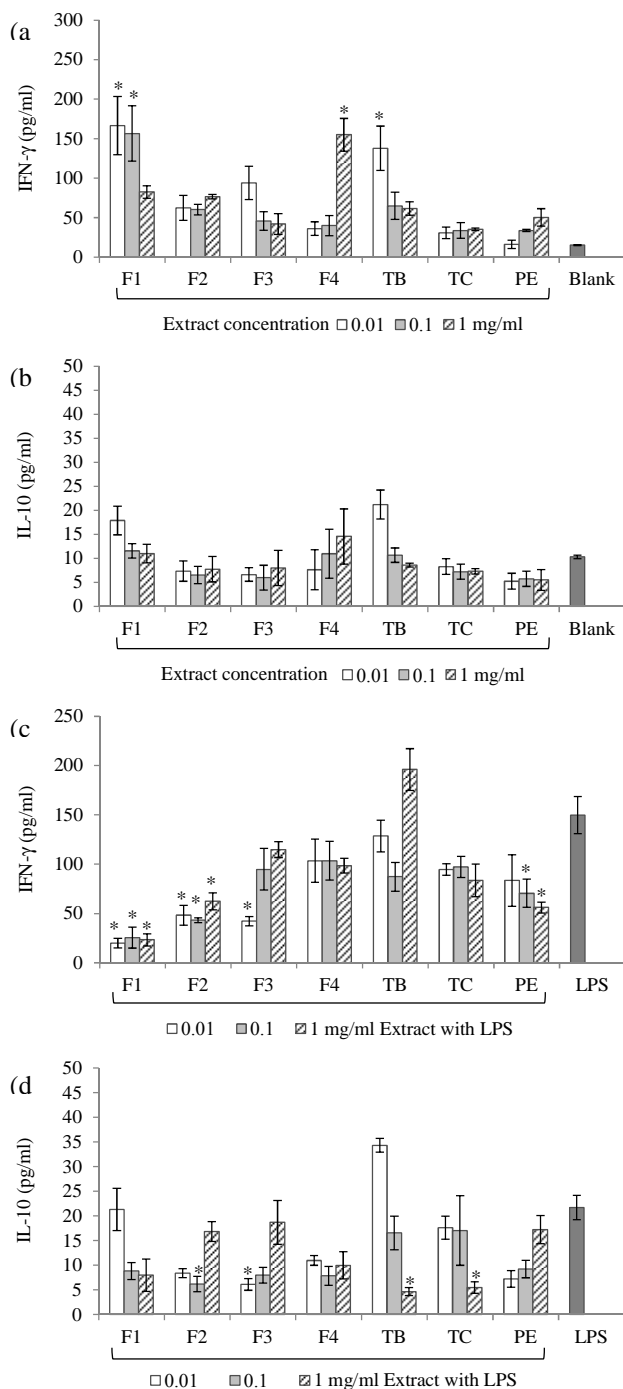 (a
300
250
200
150
100
50
0
IFN-γ (pg/ml)
* * * *
F1 F2 F3 F4 TB TC PE Blank
Extract concentration 0.01 0.1 1 mg/ml
(b
50
45
40
35
30
25
20
15
10
5
0
IL-10 (pg/ml)
F1 F2 F3 F4 TB TC PE Blank
Extract concentration 0.01 0.1 1 mg/ml
(c
250
200
150
100
50
0
IFN-γ (pg/ml)
* * * * * * * * *
F1 F2 F3 F4 TB TC PE LPS
0.01 0.1 1 mg/ml Extract with LPS
(d
50
45
40
35
30
25
20
15
10
5
0
IL-10 (pg/ml)
* * * *
F1 F2 F3 F4 TB TC PE LPS
0.01 0.1 1 mg/ml Extract with LPS